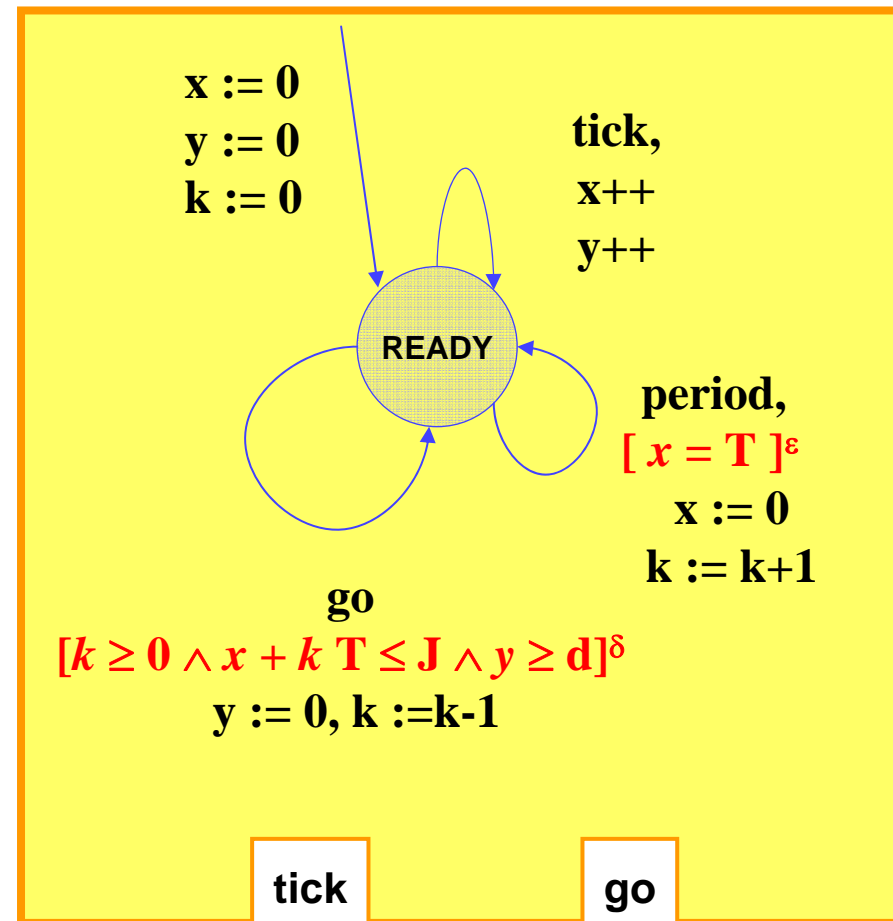 x := 0
y := 0
k := 0
tick,
x++
y++
READY
period,
[ x = T ]ᵋ
x := 0
k := k+1
go
[k ≥ 0 ∧ x + k T ≤ J ∧ y ≥ d]ᵟ
y := 0, k :=k-1
tick
go